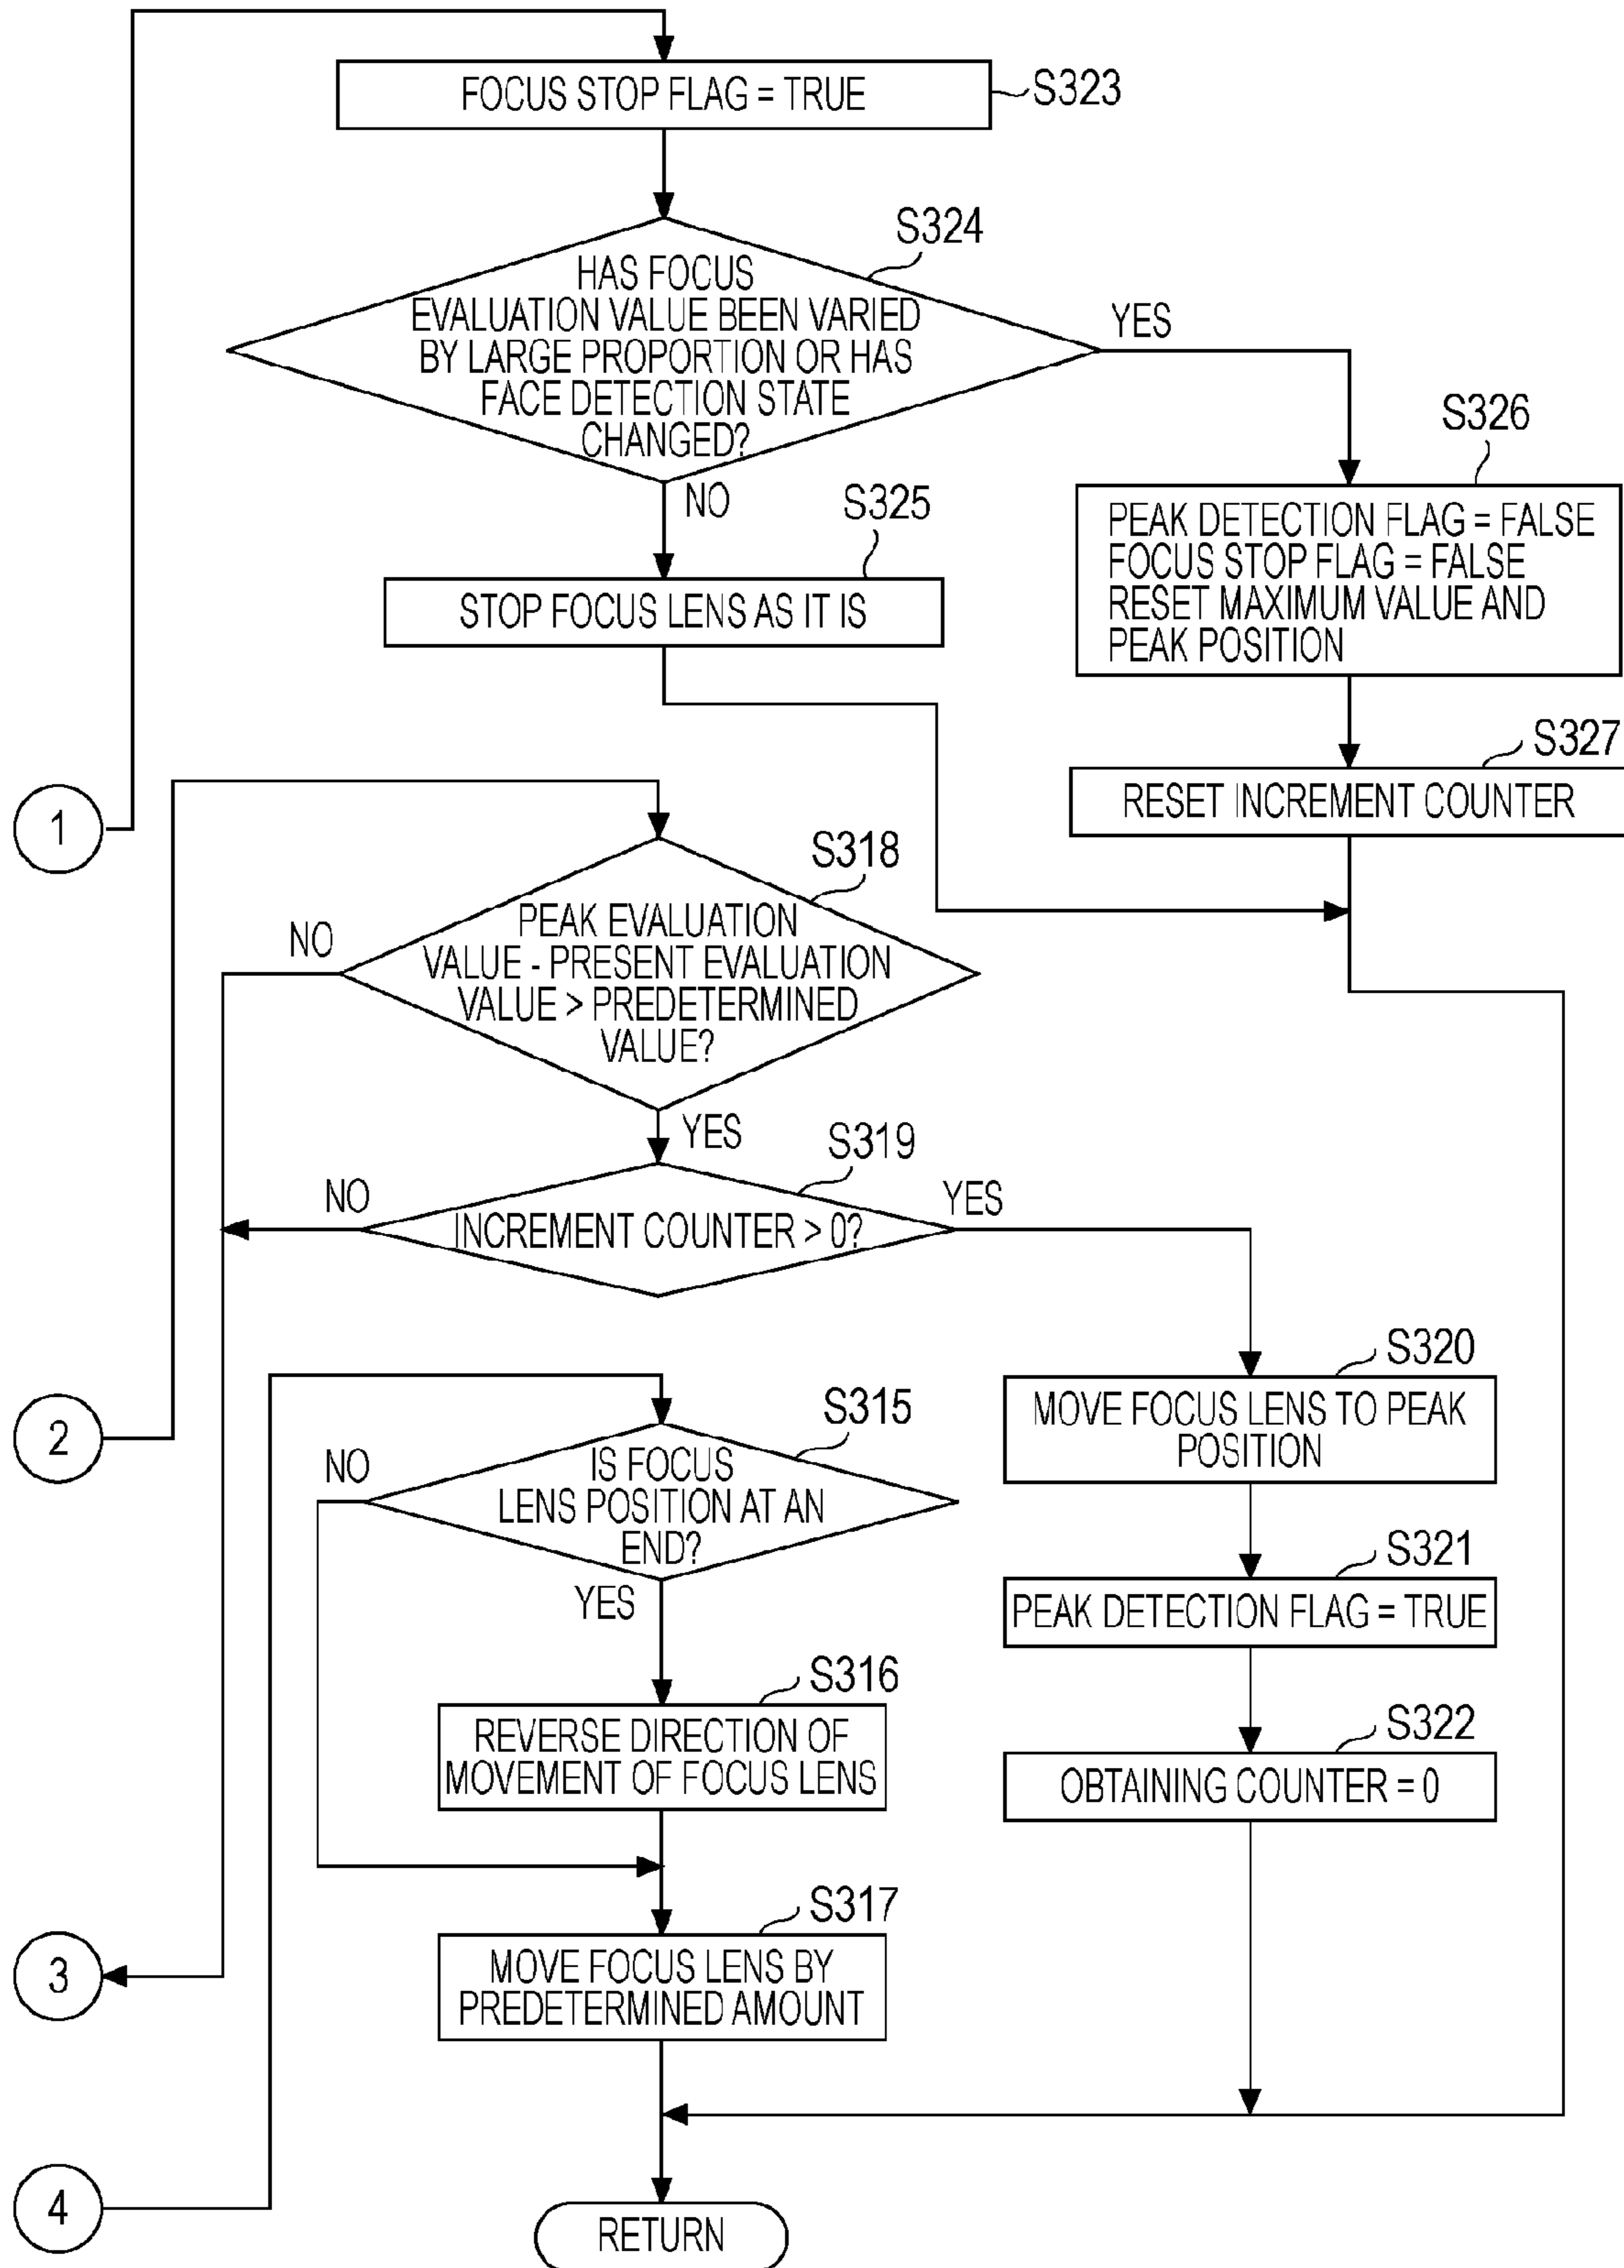 FOCUS STOP FLAG = TRUE
S323
S324
HAS FOCUS
EVALUATION VALUE BEEN VARIED
BY LARGE PROPORTION OR HAS
FACE DETECTION STATE
CHANGED?
YES
NO
S326
PEAK DETECTION FLAG = FALSE
FOCUS STOP FLAG = FALSE
RESET MAXIMUM VALUE AND
PEAK POSITION
S325
STOP FOCUS LENS AS IT IS
S327
RESET INCREMENT COUNTER
1
S318
PEAK EVALUATION
VALUE - PRESENT EVALUATION
VALUE > PREDETERMINED
VALUE?
NO
YES
S319
INCREMENT COUNTER > 0?
NO
YES
S320
MOVE FOCUS LENS TO PEAK
POSITION
2
S315
IS FOCUS
LENS POSITION AT AN
END?
NO
YES
S321
PEAK DETECTION FLAG = TRUE
S316
REVERSE DIRECTION OF
MOVEMENT OF FOCUS LENS
S322
OBTAINING COUNTER = 0
S317
MOVE FOCUS LENS BY
PREDETERMINED AMOUNT
3
4
RETURN